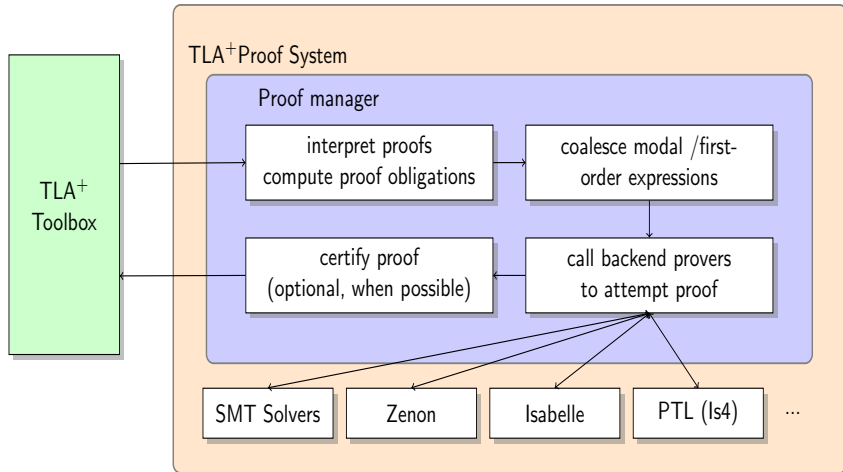 TLA+Proof System
Proof manager
interpret proofs
compute proof obligations
coalesce modal /first-
order expressions
TLA+
Toolbox
certify proof
(optional, when possible)
call backend provers
to attempt proof
SMT Solvers
Zenon
Isabelle
PTL (ls4)
...